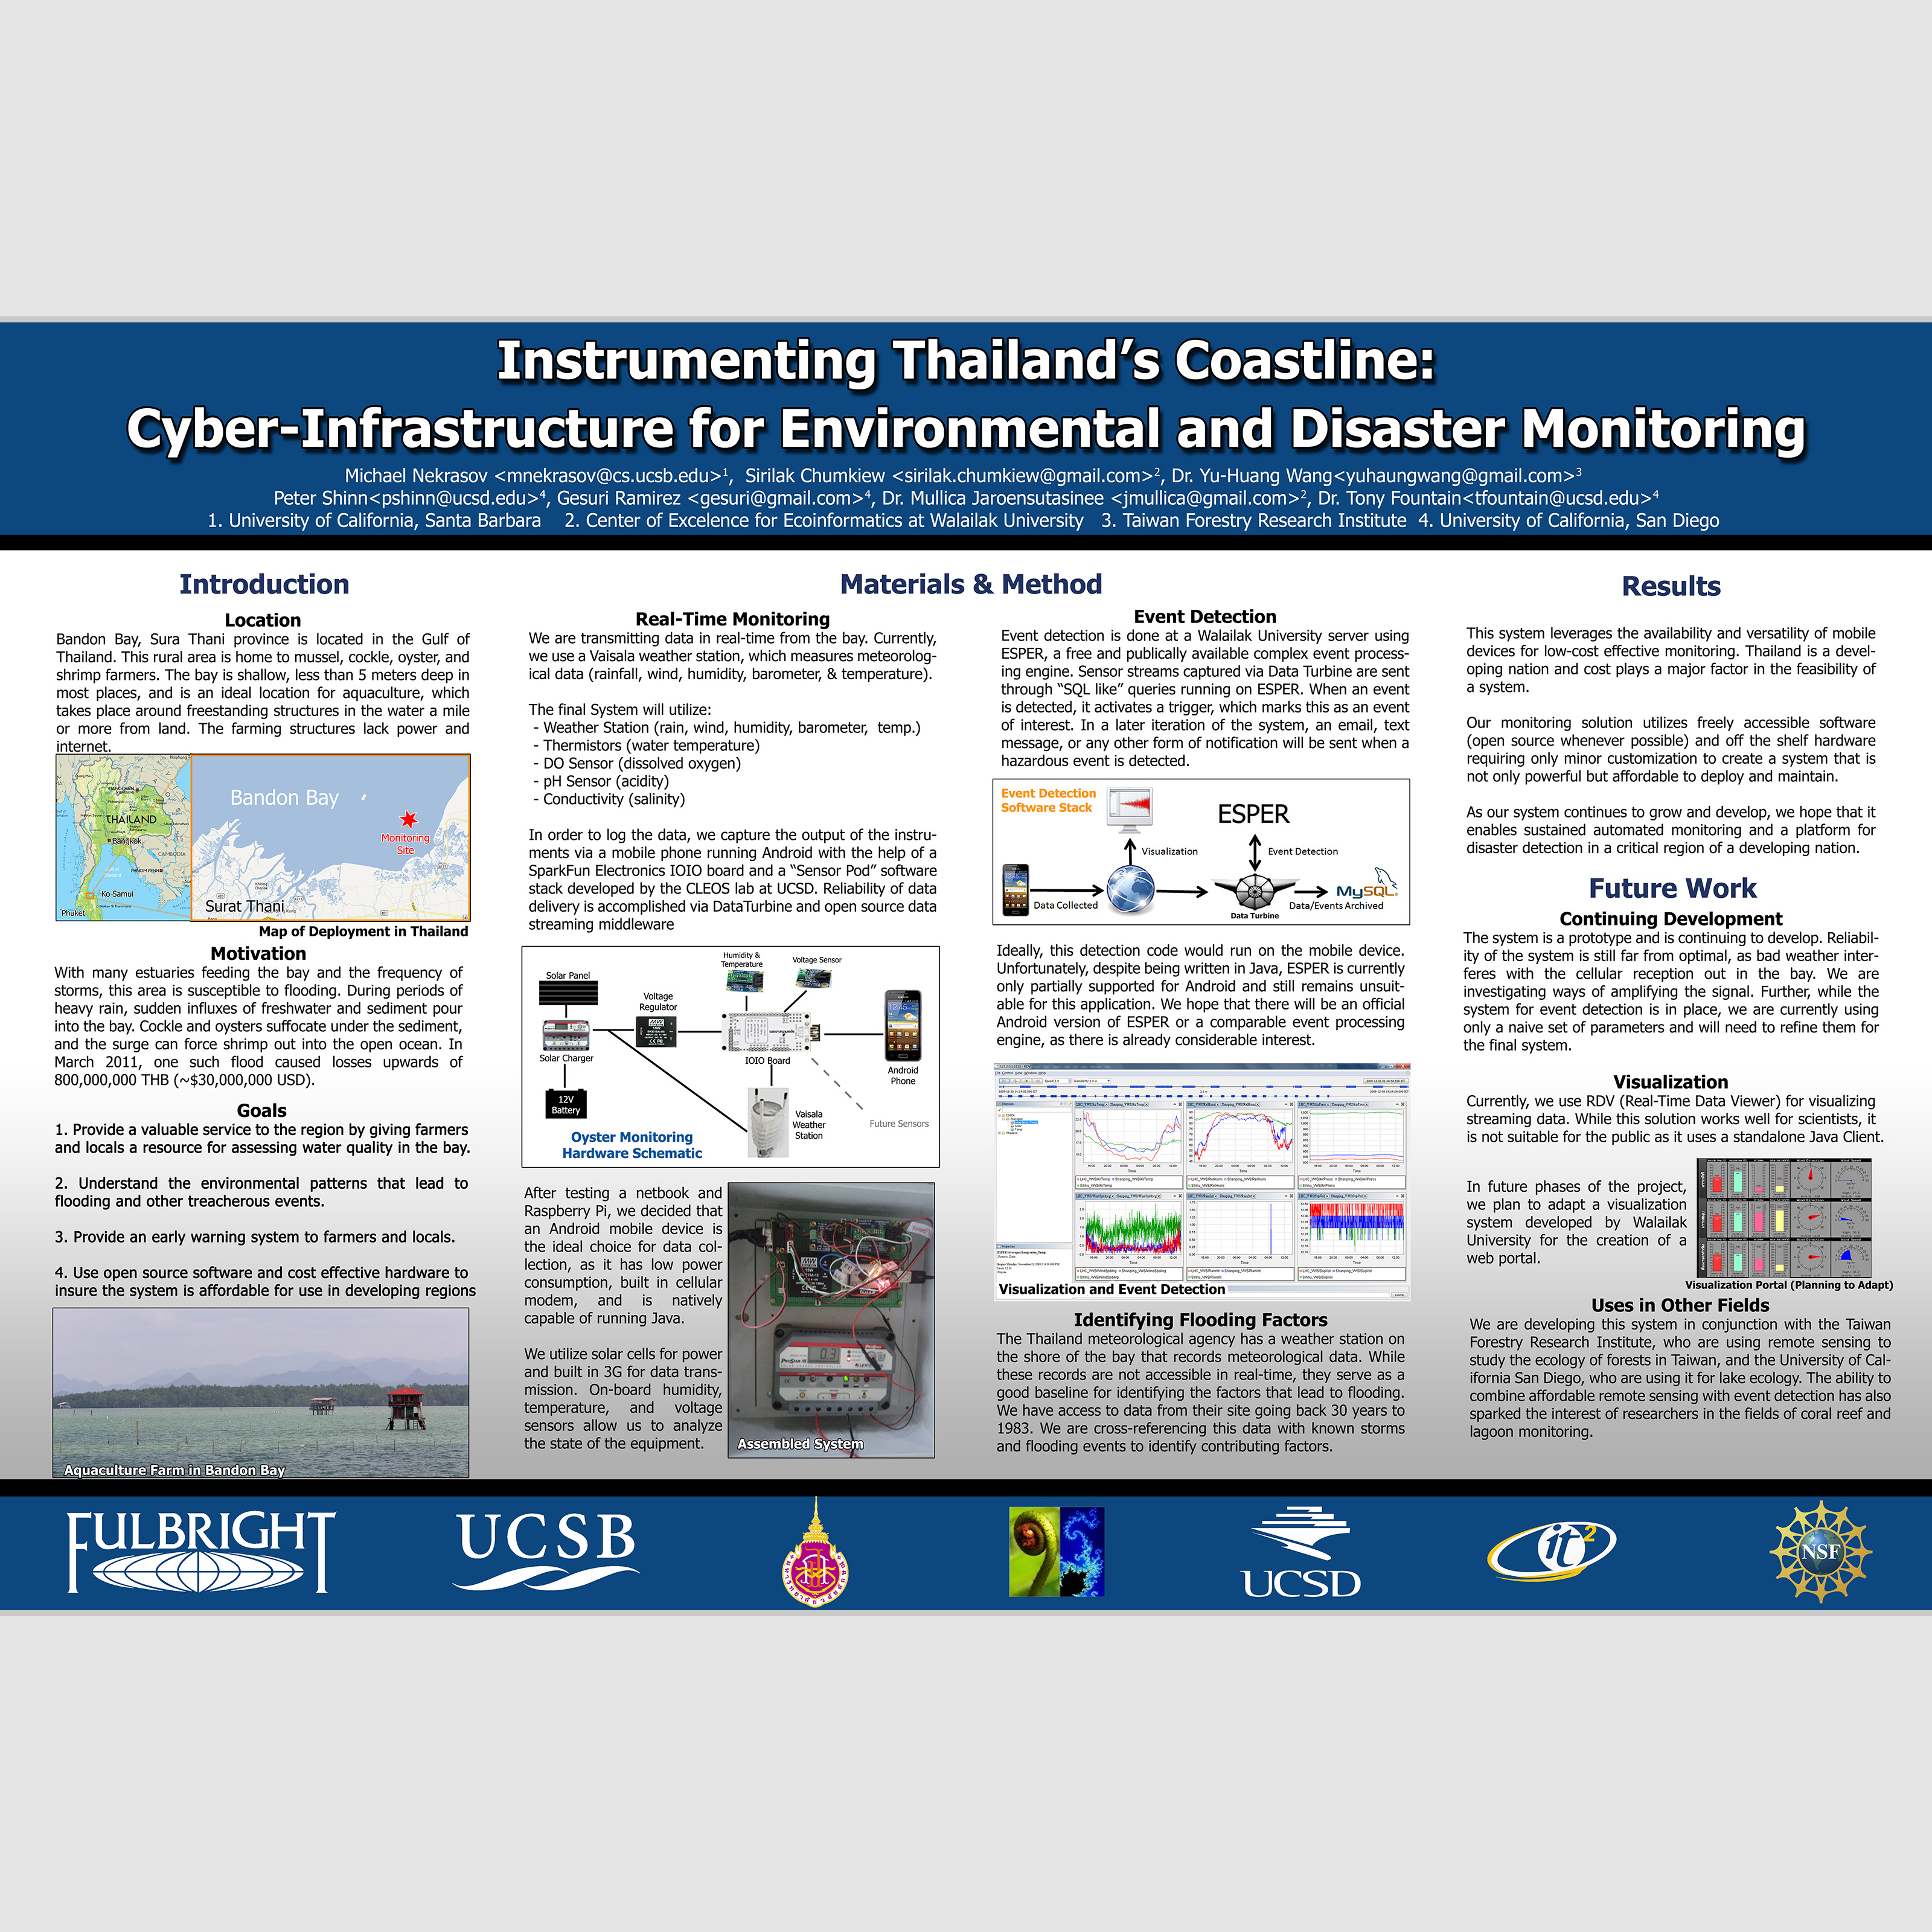 Instrumenting Thailand's Coastline:
Cyber-Infrastructure for Environmental and Disaster Monitoring
Michael Nekrasov <mnekrasov@cs.ucsb.edu>1, Sirilak Chumkiew <sirilak.chumkiew@gmail.com>2, Dr. Yu-Huang Wang<yuhaungwang@gmail.com>3
Peter Shinn<pshinn@ucsd.edu>4, Gesuri Ramirez <gesuri@gmail.com>4, Dr. Mullica Jaroensutasinee <jmullica@gmail.com>2, Dr. Tony Fountain<tfountain@ucsd.edu>4
1. University of California, Santa Barbara 2. Center of Excelence for Ecoinformatics at Walailak University 3. Taiwan Forestry Research Institute 4. University of California, San Diego
Introduction
Location
Bandon Bay, Sura Thani province is located in the Gulf of
Thailand. This rural area is home to mussel, cockle, oyster, and
shrimp farmers. The bay is shallow, less than 5 meters deep in
most places, and is an ideal location for aquaculture, which
takes place around freestanding structures in the water a mile
or more from land. The farming structures lack power and
internet.
THAILAND
Bangkok
CAMBODIA
Ko Samui
Phuket
Bandon Bay
Monitoring
Site
Surat Thani
Map of Deployment in Thailand
Motivation
With many estuaries feeding the bay and the frequency of
storms, this area is susceptible to flooding. During periods of
heavy rain, sudden influxes of freshwater and sediment pour
into the bay. Cockle and oysters suffocate under the sediment,
and the surge can force shrimp out into the open ocean. In
March 2011, one such flood caused losses upwards of
800,000,000 THB (~$30,000,000 USD).
Goals
1. Provide a valuable service to the region by giving farmers
and locals a resource for assessing water quality in the bay.
2. Understand the environmental patterns that lead to
flooding and other treacherous events.
3. Provide an early warning system to farmers and locals.
4. Use open source software and cost effective hardware to
insure the system is affordable for use in developing regions
Aquaculture Farm in Bandon Bay
Materials & Method
Real-Time Monitoring
We are transmitting data in real-time from the bay. Currently,
we use a Vaisala weather station, which measures meteorolog-
ical data (rainfall, wind, humidity, barometer, & temperature).
The final System will utilize:
- Weather Station (rain, wind, humidity, barometer, temp.)
- Thermistors (water temperature)
- DO Sensor (dissolved oxygen)
- pH Sensor (acidity)
- Conductivity (salinity)
In order to log the data, we capture the output of the instru-
ments via a mobile phone running Android with the help of a
SparkFun Electronics IOIO board and a "Sensor Pod" software
stack developed by the CLEOS lab at UCSD. Reliability of data
delivery is accomplished via DataTurbine and open source data
streaming middleware
Solar Panel
Humidity &
Temperature
Voltage Sensor
Voltage
Regulator
Solar Charger
IOIO Board
Android
Phone
12V
Battery
Vaisala
Weather
Station
Future Sensors
Oyster Monitoring
Hardware Schematic
After testing a netbook and
Raspberry Pi, we decided that
an Android mobile device is
the ideal choice for data col-
lection, as it has low power
consumption, built in cellular
modem, and is natively
capable of running Java.
We utilize solar cells for power
and built in 3G for data trans-
mission. On-board humidity,
temperature, and voltage
sensors allow us to analyze
the state of the equipment.
Assembled System
Event Detection
Event detection is done at a Walailak University server using
ESPER, a free and publically available complex event process-
ing engine. Sensor streams captured via Data Turbine are sent
through "SQL like" queries running on ESPER. When an event
is detected, it activates a trigger, which marks this as an event
of interest. In a later iteration of the system, an email, text
message, or any other form of notification will be sent when a
hazardous event is detected.
Event Detection
Software Stack
ESPER
Visualization
Event Detection
Data Collected
Data Turbine
MySQL
Data/Events Archived
Ideally, this detection code would run on the mobile device.
Unfortunately, despite being written in Java, ESPER is currently
only partially supported for Android and still remains unsuit-
able for this application. We hope that there will be an official
Android version of ESPER or a comparable event processing
engine, as there is already considerable interest.
Visualization and Event Detection
Identifying Flooding Factors
The Thailand meteorological agency has a weather station on
the shore of the bay that records meteorological data. While
these records are not accessible in real-time, they serve as a
good baseline for identifying the factors that lead to flooding.
We have access to data from their site going back 30 years to
1983. We are cross-referencing this data with known storms
and flooding events to identify contributing factors.
Results
This system leverages the availability and versatility of mobile
devices for low-cost effective monitoring. Thailand is a devel-
oping nation and cost plays a major factor in the feasibility of
a system.
Our monitoring solution utilizes freely accessible software
(open source whenever possible) and off the shelf hardware
requiring only minor customization to create a system that is
not only powerful but affordable to deploy and maintain.
As our system continues to grow and develop, we hope that it
enables sustained automated monitoring and a platform for
disaster detection in a critical region of a developing nation.
Future Work
Continuing Development
The system is a prototype and is continuing to develop. Reliabil-
ity of the system is still far from optimal, as bad weather inter-
feres with the cellular reception out in the bay. We are
investigating ways of amplifying the signal. Further, while the
system for event detection is in place, we are currently using
only a naive set of parameters and will need to refine them for
the final system.
Visualization
Currently, we use RDV (Real-Time Data Viewer) for visualizing
streaming data. While this solution works well for scientists, it
is not suitable for the public as it uses a standalone Java Client.
In future phases of the project,
we plan to adapt a visualization
system developed by Walailak
University for the creation of a
web portal.
Visualization Portal (Planning to Adapt)
Uses in Other Fields
We are developing this system in conjunction with the Taiwan
Forestry Research Institute, who are using remote sensing to
study the ecology of forests in Taiwan, and the University of Cal-
ifornia San Diego, who are using it for lake ecology. The ability to
combine affordable remote sensing with event detection has also
sparked the interest of researchers in the fields of coral reef and
lagoon monitoring.
FULBRIGHT
UCSB
UCSD
it2
NSF